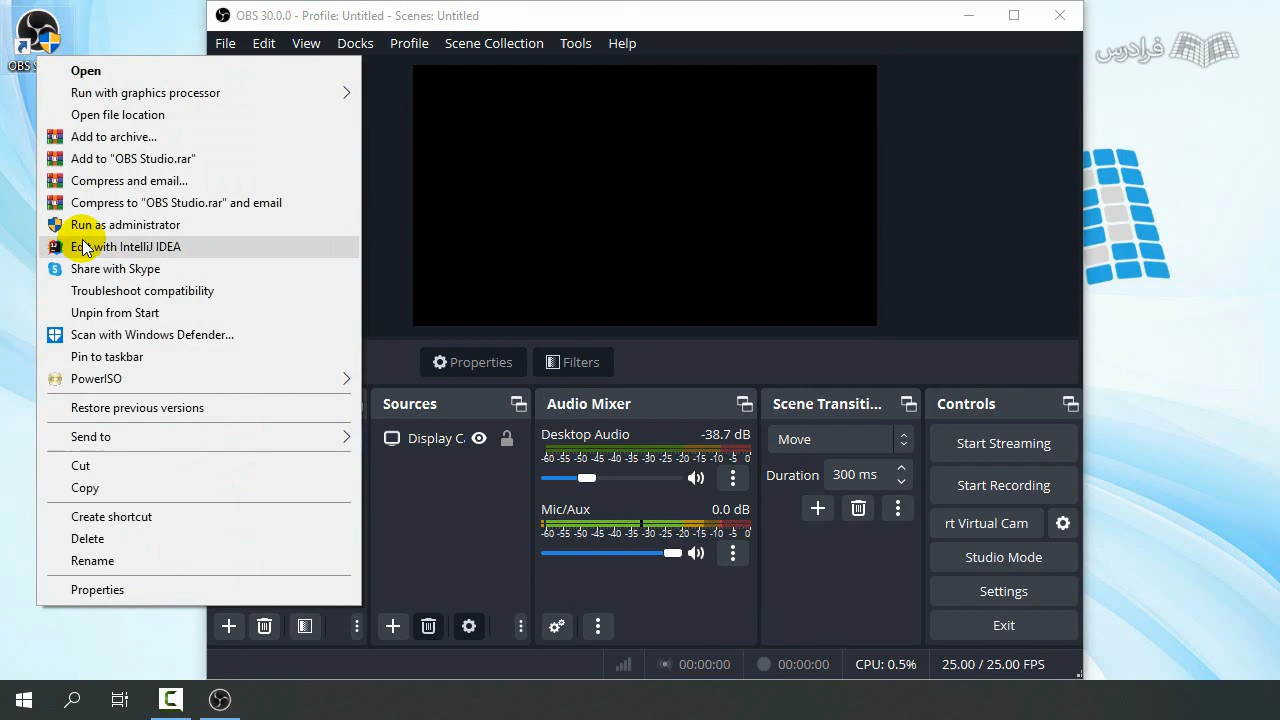 OBS 30.0.0 - Profile: Untitled - Scenes: Untitled
File Edit View Docks Profile Scene Collection Tools Help
فرادرس
OBS
Open
Run with graphics processor
Open file location
Add to archive...
Add to "OBS Studio.rar"
Compress and email...
Compress to "OBS Studio.rar" and email
Run as administrator
with IntelliJ IDEA
Share with Skype
Troubleshoot compatibility
Unpin from Start
Scan with Windows Defender...
Pin to taskbar
PowerISO
Restore previous versions
Send to
Cut
Copy
Create shortcut
Delete
Rename
Properties
Properties Filters
Sources
Display C.
Audio Mixer
Desktop Audio -38.7 dB
-60 -55 -50 -45 -40 -35 -30 -25 -20 -15 -10 -5 0
Mic/Aux 0.0 dB
-60 -55 -50 -45 -40 -35 -30 -25 -20 -15 -10 -5 0
Scene Transiti...
Move
Duration 300 ms
Controls
Start Streaming
Start Recording
rt Virtual Cam
Studio Mode
Settings
Exit
00:00:00 00:00:00 CPU: 0.5% 25.00 / 25.00 FPS